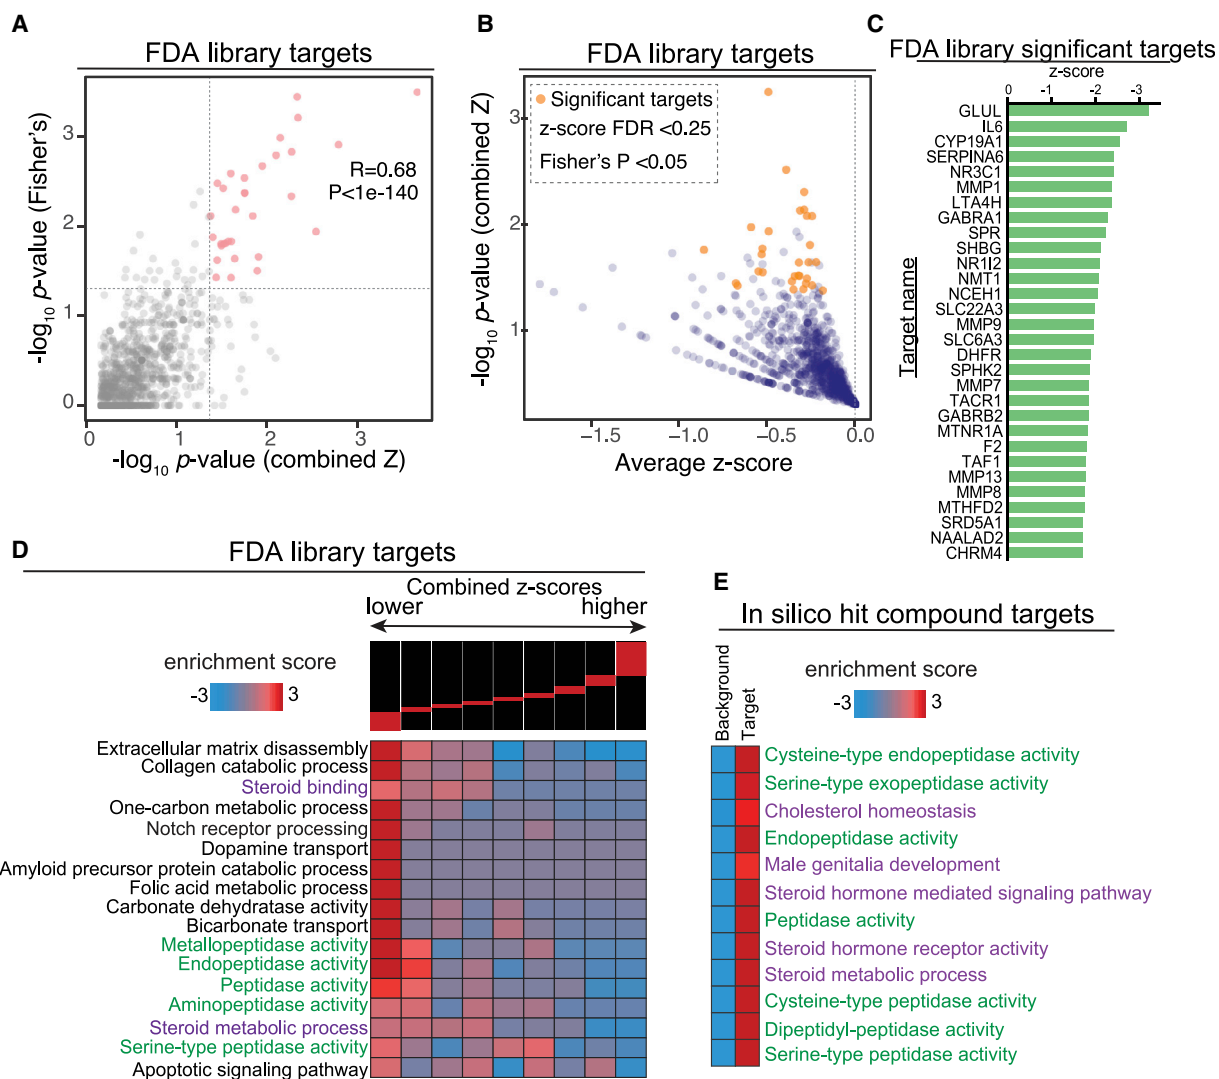 A
FDA library targets
-log10 p-value (Fisher's)
3
2
1
0
R=0.68
P<1e-140
0
1
2
3
-log10 p-value (combined Z)
B
FDA library targets
-log10 p-value (combined Z)
3
2
1
Significant targets
z-score FDR <0.25
Fisher's P <0.05
−1.5
−1.0
−0.5
0.0
Average z-score
C
FDA library significant targets
z-score
0
-1
-2
-3
Target name
GLUL
IL6
CYP19A1
SERPINA6
NR3C1
MMP1
LTA4H
GABRA1
SPR
SHBG
NR1I2
NMT1
NCEH1
SLC22A3
MMP9
SLC6A3
DHFR
SPHK2
MMP7
TACR1
GABRB2
MTNR1A
F2
TAF1
MMP13
MMP8
MTHFD2
SRD5A1
NAALAD2
CHRM4
D
FDA library targets
Combined z-scores
lower
higher
enrichment score
-3
3
Extracellular matrix disassembly
Collagen catabolic process
Steroid binding
One-carbon metabolic process
Notch receptor processing
Dopamine transport
Amyloid precursor protein catabolic process
Folic acid metabolic process
Carbonate dehydratase activity
Bicarbonate transport
Metallopeptidase activity
Endopeptidase activity
Peptidase activity
Aminopeptidase activity
Steroid metabolic process
Serine-type peptidase activity
Apoptotic signaling pathway
E
In silico hit compound targets
Background
Target
enrichment score
-3
3
Cysteine-type endopeptidase activity
Serine-type exopeptidase activity
Cholesterol homeostasis
Endopeptidase activity
Male genitalia development
Steroid hormone mediated signaling pathway
Peptidase activity
Steroid hormone receptor activity
Steroid metabolic process
Cysteine-type peptidase activity
Dipeptidyl-peptidase activity
Serine-type peptidase activity